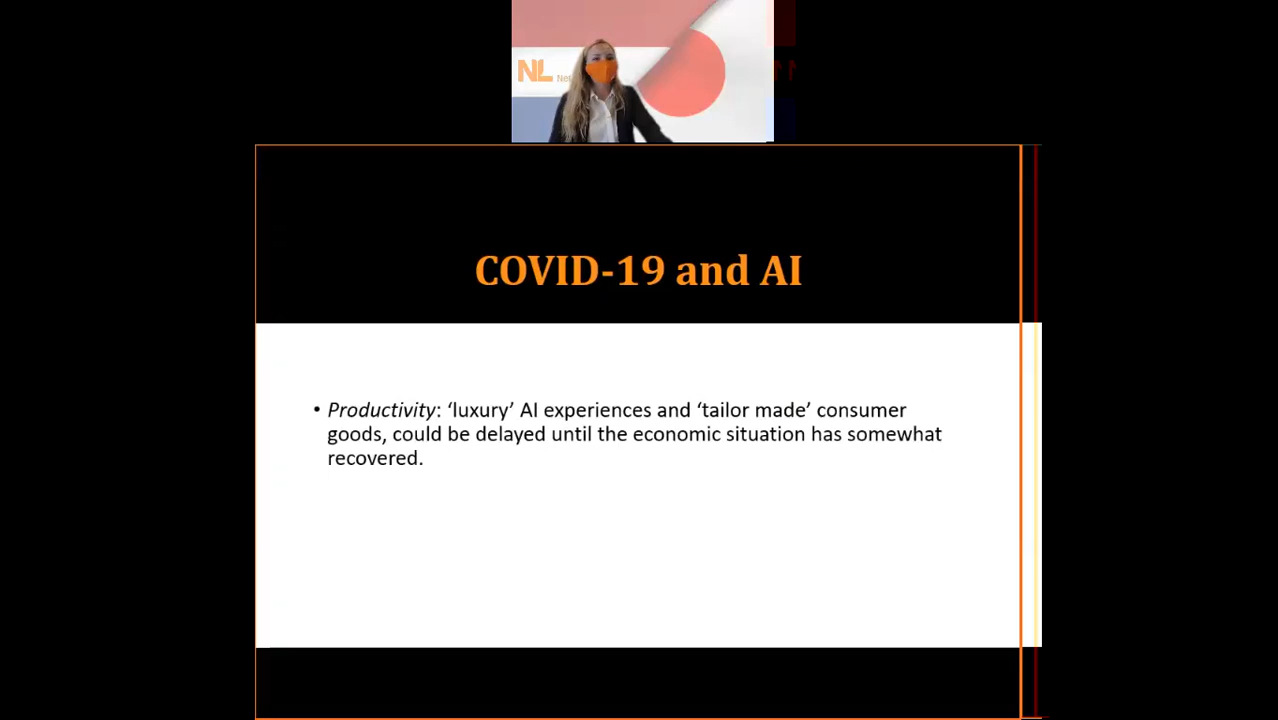 NL Net
COVID-19 and AI
• Productivity: ‘luxury’ AI experiences and ‘tailor made’ consumer
goods, could be delayed until the economic situation has somewhat
recovered.